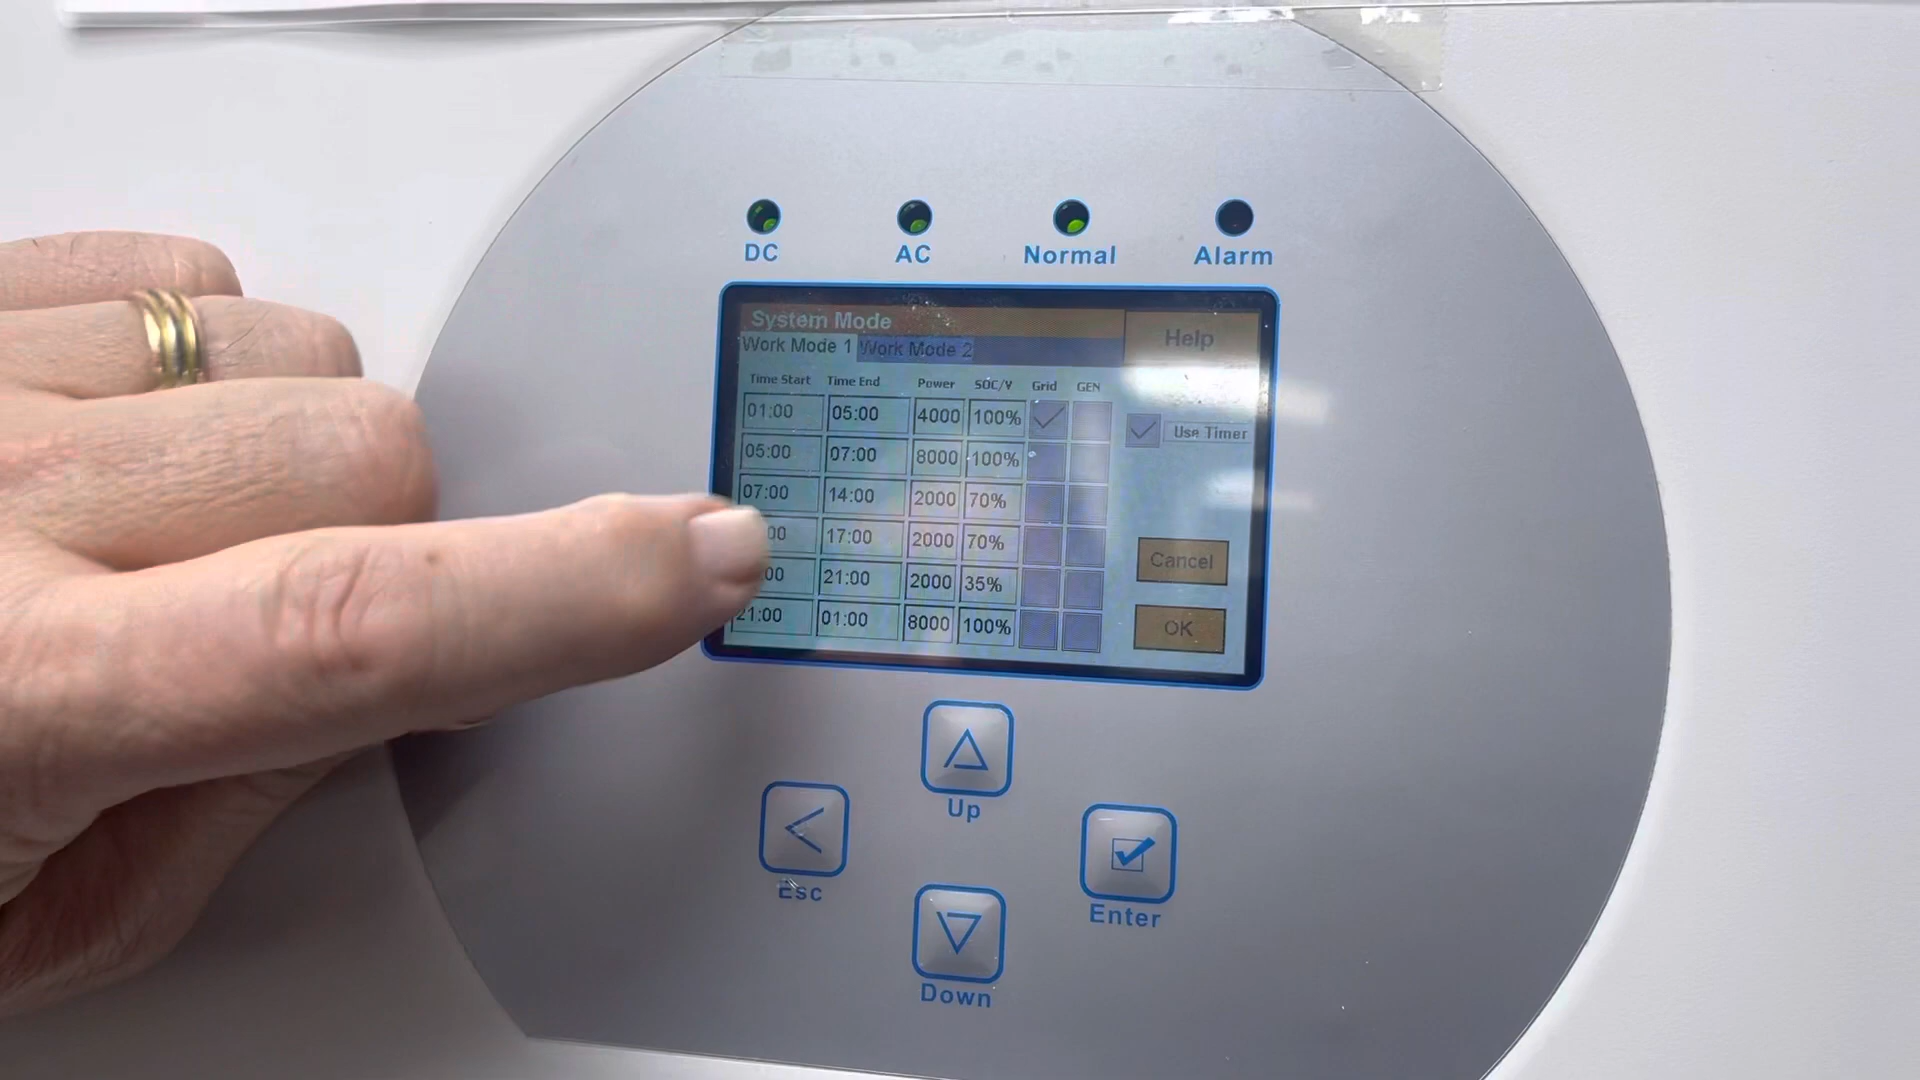 DC AC Normal Alarm
System Mode Help
Work Mode 1 Work Mode 2
Time Start Time End Power SOC/V Grid GEN
01:00 05:00 4000 100%
Use Timer
05:00 07:00 8000 100%
07:00 14:00 2000 70%
00 17:00 2000 70%
Cancel
:00 21:00 2000 35%
21:00 01:00 8000 100%
OK
Up
Esc
Enter
Down